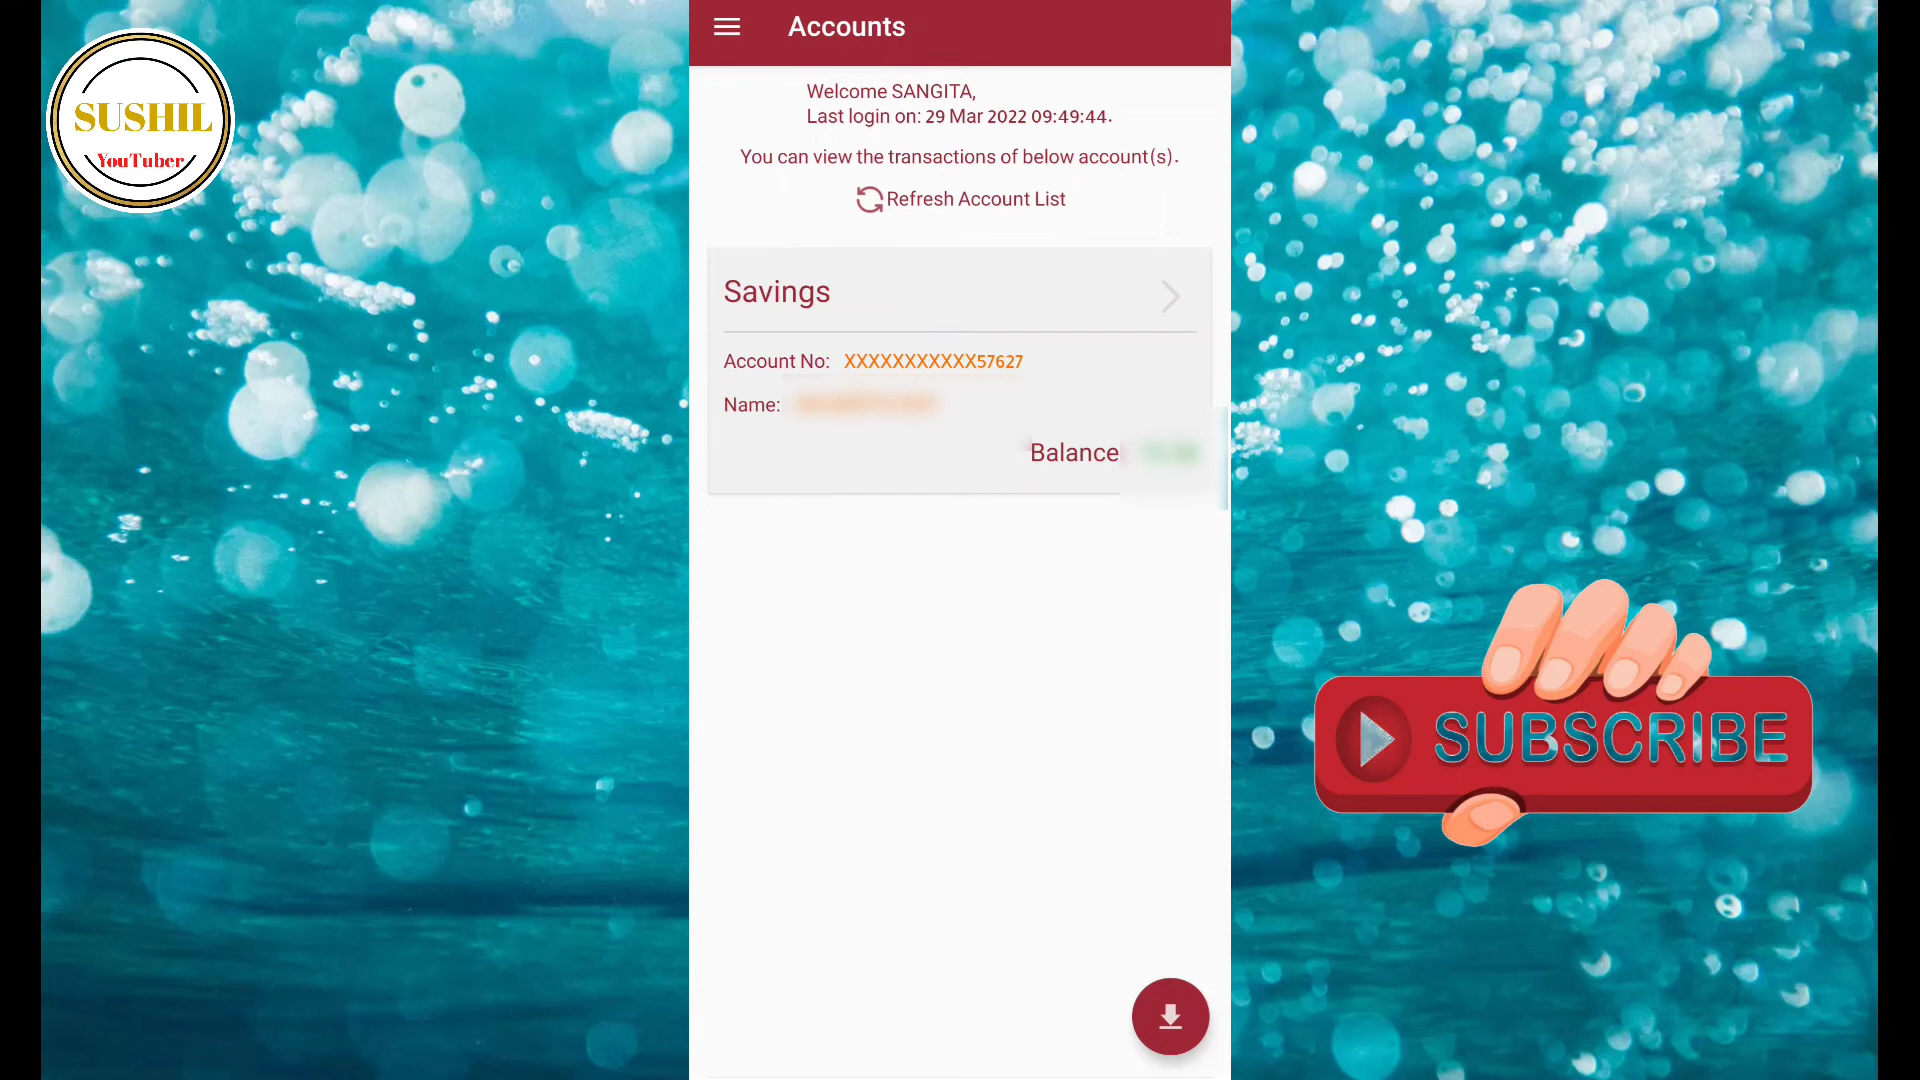 SUSHIL
YouTuber
Accounts
Welcome SANGITA,
Last login on: 29 Mar 2022 09:49:44.
You can view the transactions of below account(s).
Refresh Account List
Savings
Account No: XXXXXXXXXXX57627
Name:
Balance
SUBSCRIBE